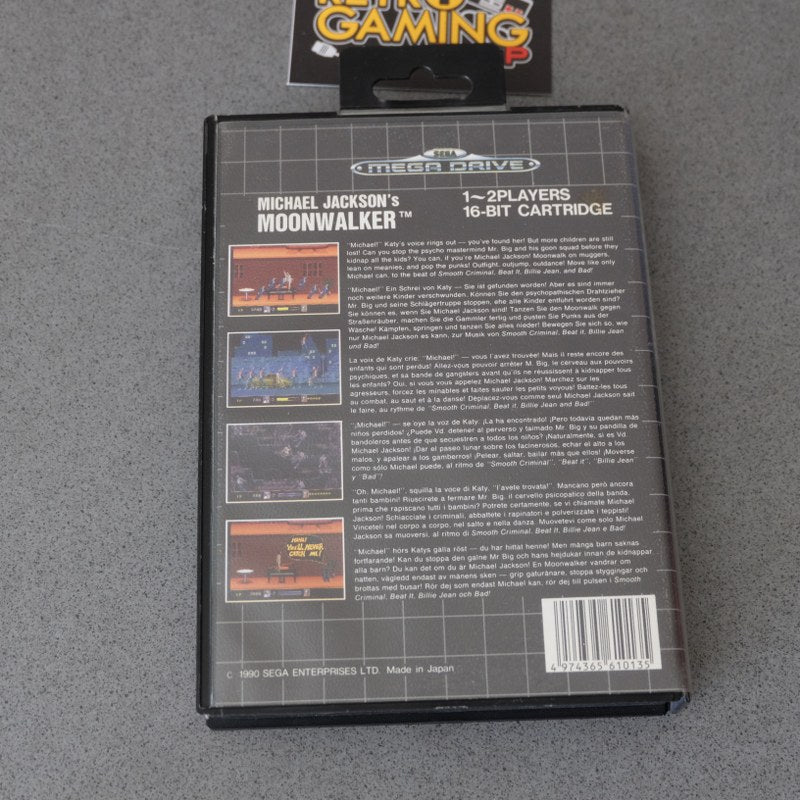 RETRO
GAMING
SEGA
MEGA DRIVE
MICHAEL JACKSON'S
MOONWALKER™
1~2PLAYERS
16-BIT CARTRIDGE
"Michael!" Katy's voice rings out — you've found her! But more children are still
lost! Can you stop the psycho mastermind Mr. Big and his goon squad before they
kidnap all the kids? You can, if you're Michael Jackson! Moonwalk on muggers,
lean on meanies, and pop the punks! Outfight, outjump, outdance! Move like only
Michael can, to the beat of Smooth Criminal, Beat It, Billie Jean, and Bad!
"Michael!" Ein Schrei von Katy — Sie ist gefunden worden! Aber es sind immer
noch weitere Kinder verschwunden. Können Sie den psychopathischen Drahtzieher
Mr. Big und seine Schlägertruppe stoppen, ehe alle Kinder entführt worden sind?
Sie können es, wenn Sie Michael Jackson sind! Tanzen Sie den Moonwalk gegen
Straßenräuber, machen Sie die Gammler fertig und pusten Sie Punks aus der
Wäsche! Kämpfen, springen und tanzen Sie alles nieder! Bewegen Sie sich so, wie
nur Michael Jackson es kann, zur Musik von Smooth Criminal, Beat It, Billie Jean
und Bad!
La voix de Katy crie: "Michael!" — vous l'avez trouvée! Mais il reste encore des
enfants qui sont perdus! Allez-vous pouvoir arrêter M. Big, le cerveau aux pouvoirs
psychiques, et sa bande de gangsters avant qu'ils ne réussissent à kidnapper tous
les enfants? Oui, si vous vous appelez Michael Jackson! Marchez sur les
agresseurs, forcez les minables et faites sauter les petits voyous! Battez-les tous
au combat, au saut et à la danse! Déplacez-vous comme seul Michael Jackson sait
le faire, au rythme de "Smooth Criminal, Beat it, Billie Jean and Bad!"
"¡Michael!" — se oye la voz de Katy. ¡La ha encontrado! ¡Pero todavía quedan más
niños perdidos! ¿Puede Vd. detener al perverso y taimado Mr. Big y su pandilla de
bandoleros antes de que secuestren a todos los niños? ¡Naturalmente, si es Vd.
Michael Jackson! ¡Dar el paseo lunar sobre los facinerosos, echar el alto a los
malos, y apalear a los gamberros! ¡Pelear, saltar, bailar más que ellos! ¡Moverse
como sólo Michael puede, al ritmo de "Smooth Criminal", "Beat it", "Billie Jean"
y "Bad"!
"Oh, Michael!", squilla la voce di Katy, "l'avete trovata!". Mancano però ancora
tanti bambini! Riuscirete a fermare Mr. Big, il cervello psicopatico della banda,
prima che rapiscano tutti i bambini? Potrete certamente, se vi chiamate Michael
Jackson! Schiacciate i criminali, abbattete i rapinatori e polverizzate i teppisti!
Vinceteli nel corpo a corpo, nel salto e nella danza. Muovetevi come solo Michael
Jackson sa muoversi, al ritmo di Smooth Criminal, Beat It, Billie Jean e Bad!
"Michael" hörs Katys gälla röst — du har hittat henne! Men många barn saknas
fortfarande! Kan du stoppa den galne Mr. Big och hans hejdukar innan de kidnappar
alla barn? Du kan det om du är Michael Jackson! En Moonwalker vandrar om
natten, vägledd endast av månens sken — grip gaturånare, stoppa styggingar och
brottas med busar! Rör dej som endast Michael kan, rör dej till pulsen i Smooth
Criminal, Beat It, Billie Jean och Bad!
HAHA!
YOU'LL NEVER
CATCH ME!
4 974365 610135
© 1990 SEGA ENTERPRISES LTD. Made in Japan